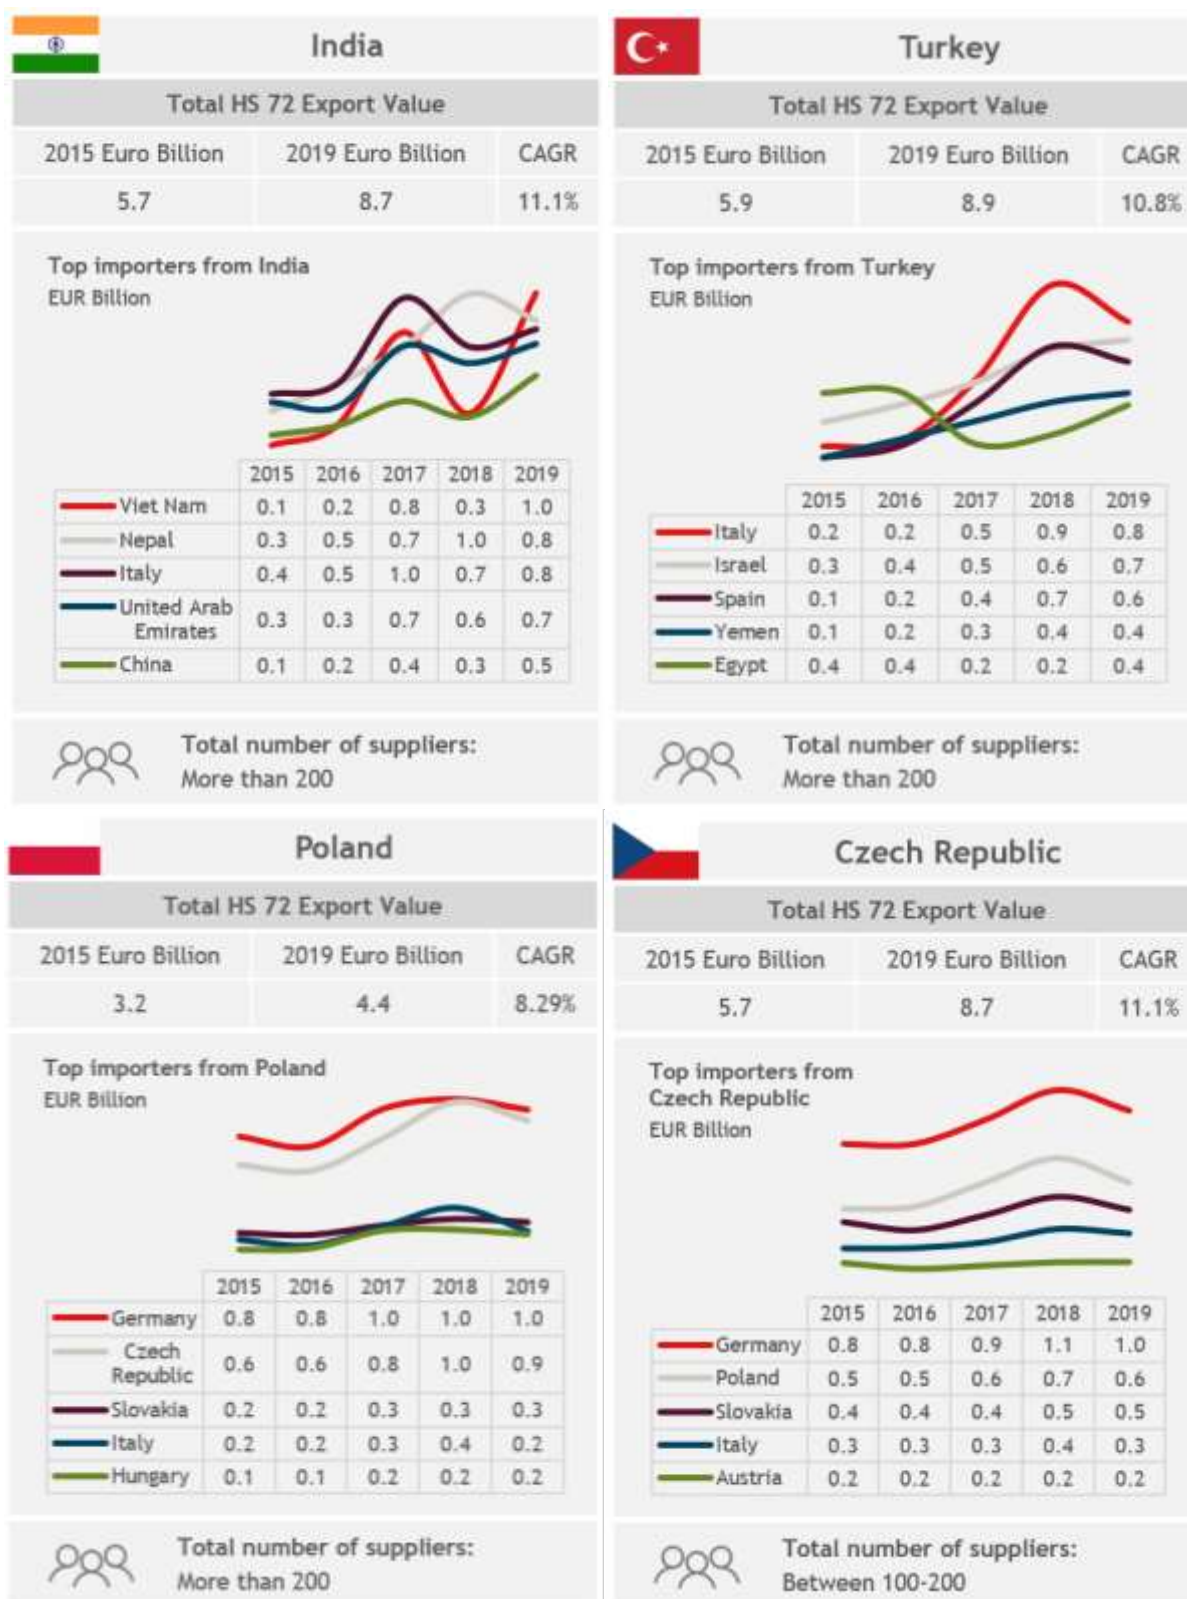 India
Total HS 72 Export Value
2015 Euro Billion 2019 Euro Billion CAGR
5.7 8.7 11.1%
Top importers from India
EUR Billion
2015 2016 2017 2018 2019
Viet Nam 0.1 0.2 0.8 0.3 1.0
Nepal 0.3 0.5 0.7 1.0 0.8
Italy 0.4 0.5 1.0 0.7 0.8
United Arab
Emirates 0.3 0.3 0.7 0.6 0.7
China 0.1 0.2 0.4 0.3 0.5
Total number of suppliers:
More than 200
Turkey
Total HS 72 Export Value
2015 Euro Billion 2019 Euro Billion CAGR
5.9 8.9 10.8%
Top importers from Turkey
EUR Billion
2015 2016 2017 2018 2019
Italy 0.2 0.2 0.5 0.9 0.8
Israel 0.3 0.4 0.5 0.6 0.7
Spain 0.1 0.2 0.4 0.7 0.6
Yemen 0.1 0.2 0.3 0.4 0.4
Egypt 0.4 0.4 0.2 0.2 0.4
Total number of suppliers:
More than 200
Poland
Total HS 72 Export Value
2015 Euro Billion 2019 Euro Billion CAGR
3.2 4.4 8.29%
Top importers from Poland
EUR Billion
2015 2016 2017 2018 2019
Germany 0.8 0.8 1.0 1.0 1.0
Czech
Republic 0.6 0.6 0.8 1.0 0.9
Slovakia 0.2 0.2 0.3 0.3 0.3
Italy 0.2 0.2 0.3 0.4 0.2
Hungary 0.1 0.1 0.2 0.2 0.2
Total number of suppliers:
More than 200
Czech Republic
Total HS 72 Export Value
2015 Euro Billion 2019 Euro Billion CAGR
5.7 8.7 11.1%
Top importers from
Czech Republic
EUR Billion
2015 2016 2017 2018 2019
Germany 0.8 0.8 0.9 1.1 1.0
Poland 0.5 0.5 0.6 0.7 0.6
Slovakia 0.4 0.4 0.4 0.5 0.5
Italy 0.3 0.3 0.3 0.4 0.3
Austria 0.2 0.2 0.2 0.2 0.2
Total number of suppliers:
Between 100-200